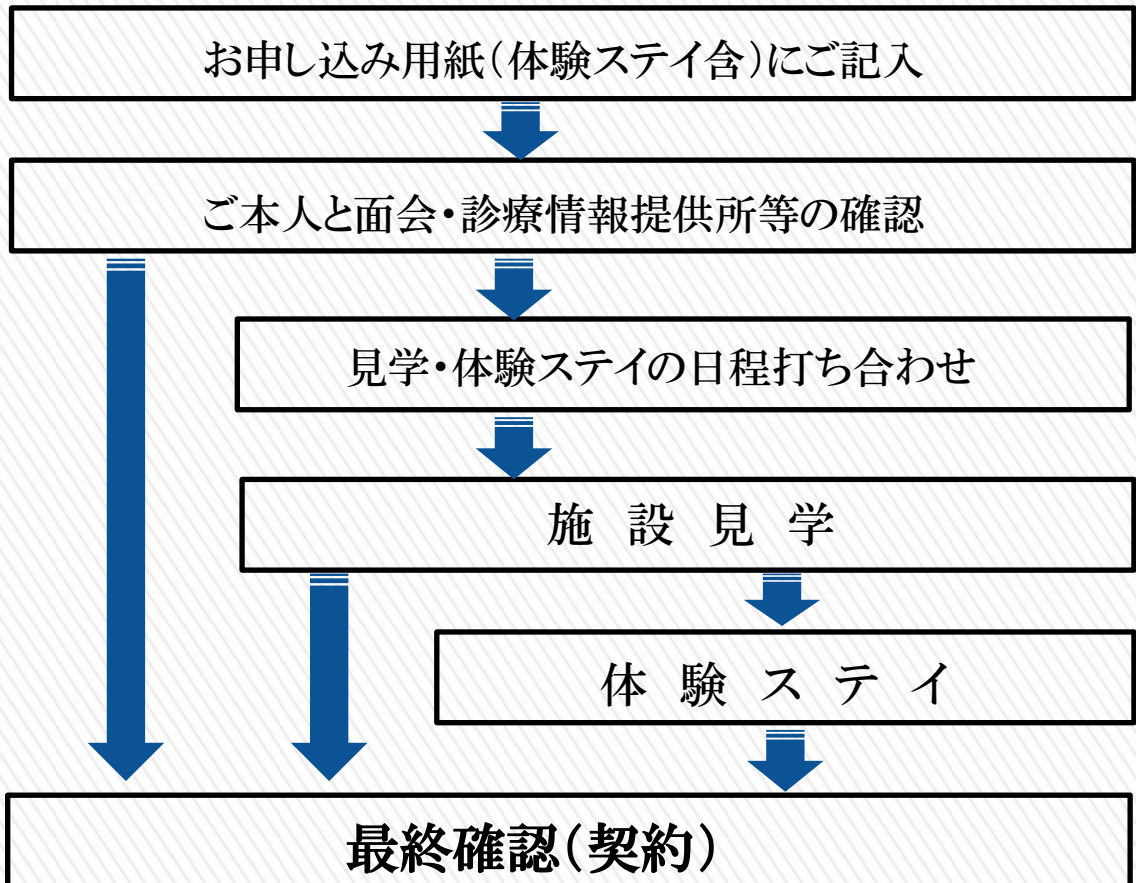 お申し込み用紙(体験ステイ含)にご記入
ご本人と面会・診療情報提供所等の確認
見学・体験ステイの日程打ち合わせ
施 設 見 学
体 験 ス テ イ
最終確認(契約)